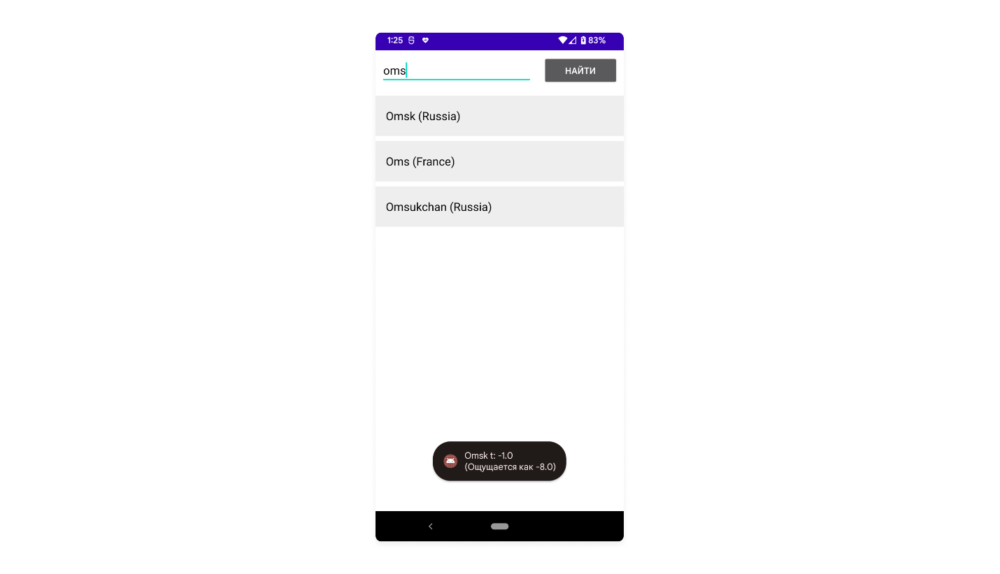 1:25 83%
oms НАЙТИ
Omsk (Russia)
Oms (France)
Omsukchan (Russia)
Omsk t: -1.0
(Ощущается как -8.0)